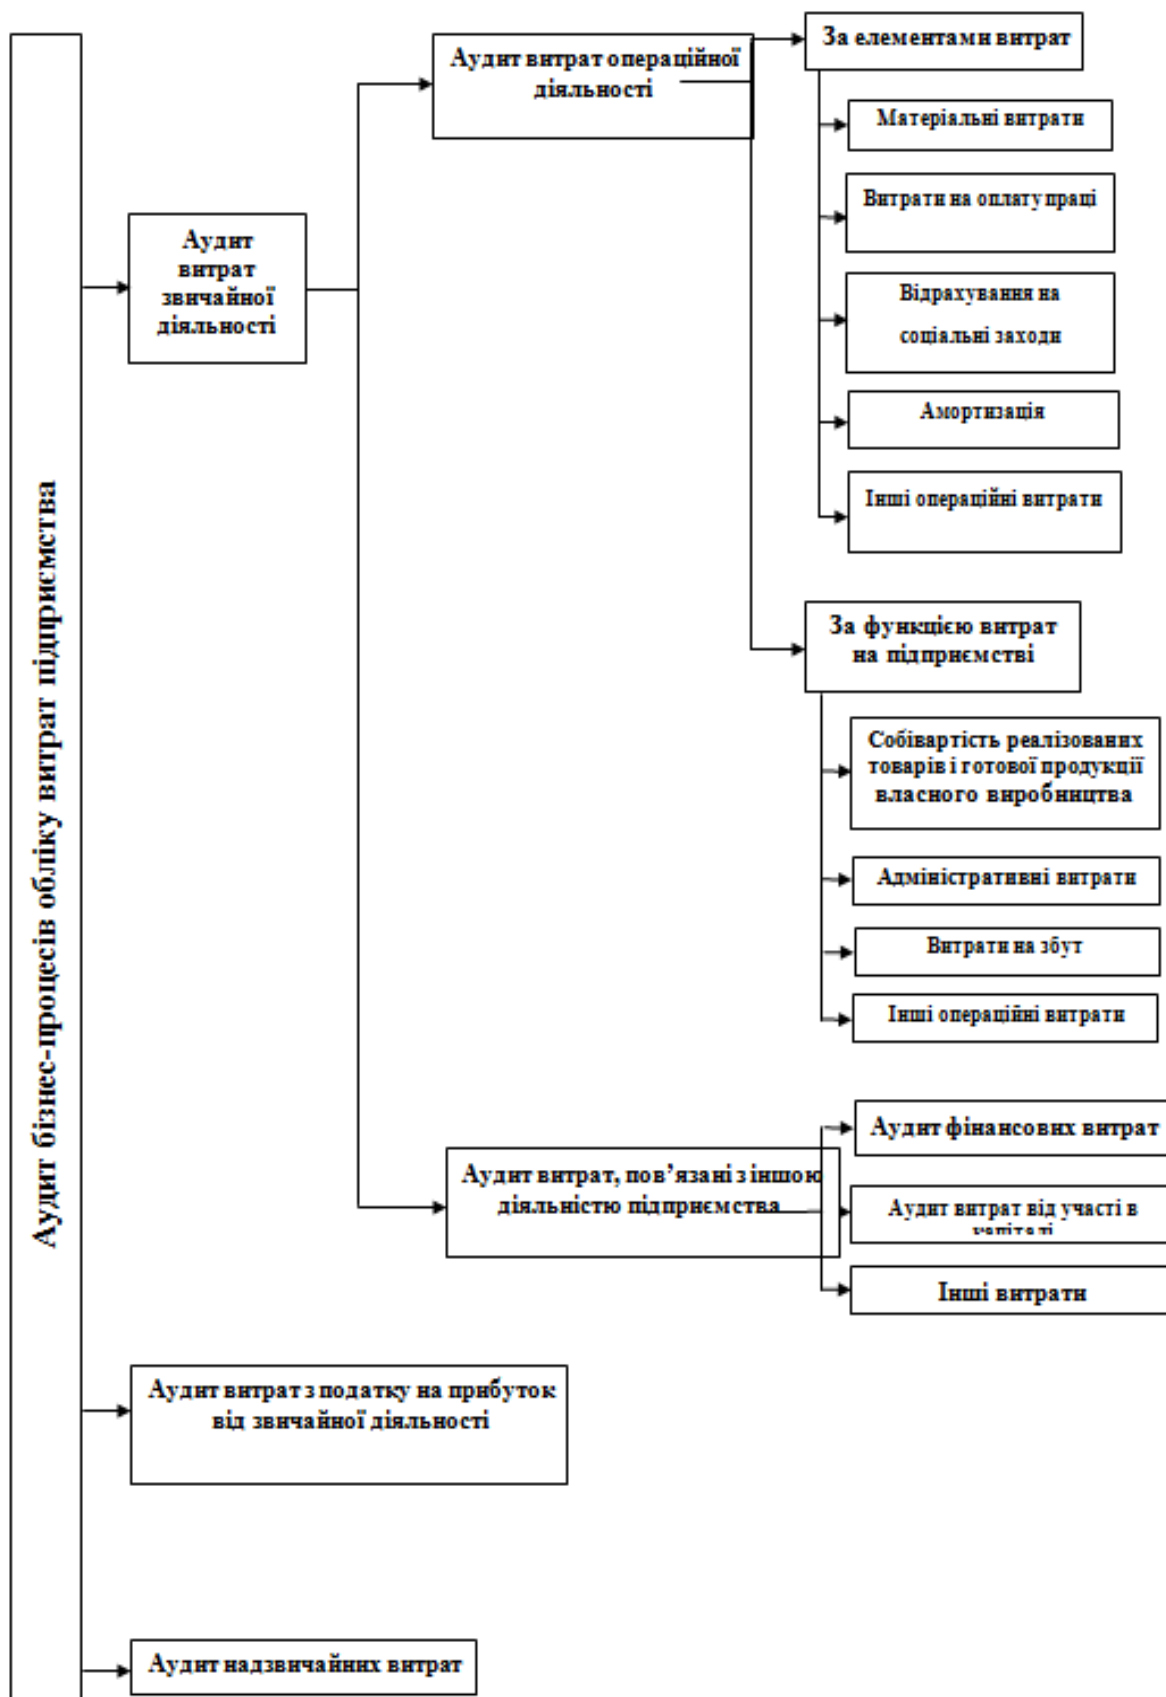 Аудит бізнес-процесів обліку витрат підприємства
Аудит
витрат
звичайної
діяльності
Аудит витрат операційної
діяльності
За елементами витрат
Матеріальні витрати
Витрати на оплату праці
Відрахування на
соціальні заходи
Амортизація
Інші операційні витрати
За функцією витрат
на підприємстві
Собівартість реалізованих
товарів і готової продукції
власного виробництва
Адміністративні витрати
Витрати на збут
Інші операційні витрати
Аудит витрат, пов’язані з іншою
діяльністю підприємства
Аудит фінансових витрат
Аудит витрат від участі в
капіталі
Інші витрати
Аудит витрат з податку на прибуток
від звичайної діяльності
Аудит надзвичайних витрат